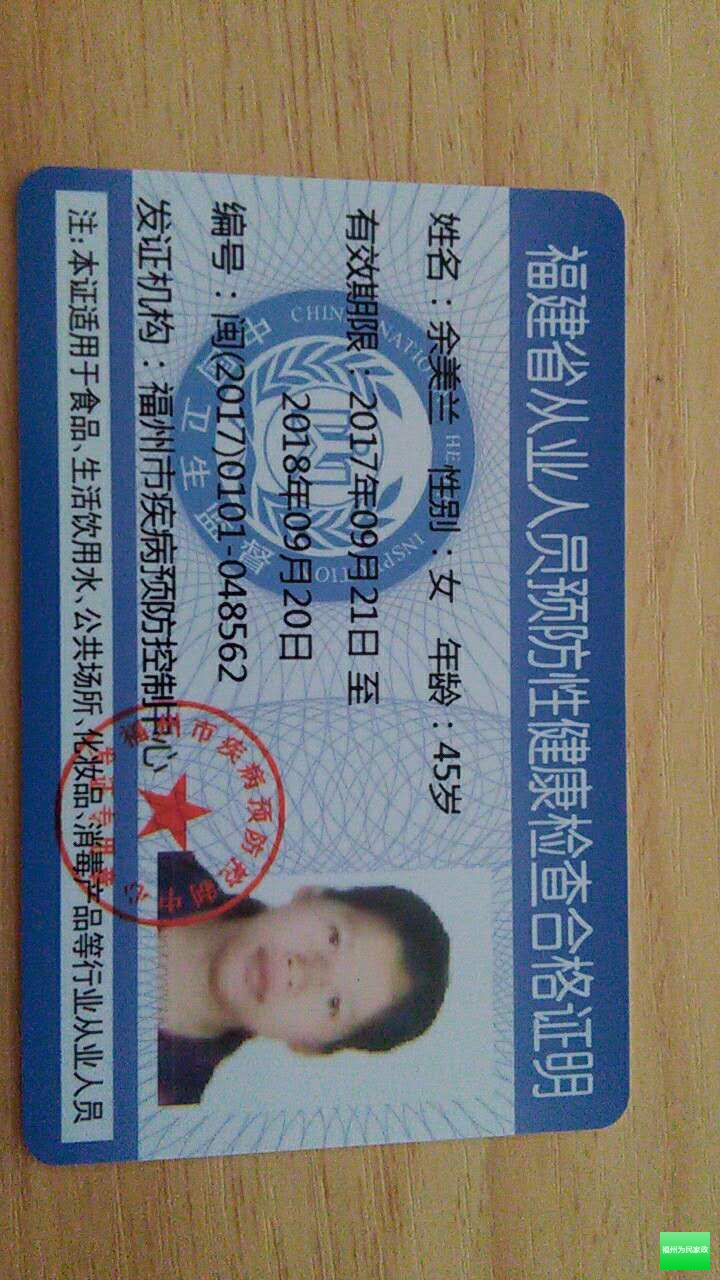 福建省从业人员预防性健康检查合格证明
姓名：余美兰 性别：女 年龄：45岁
有效期限：2017年09月21日 至
2018年09月20日
编号：闽(2017)0101-048562
发证机构：福州市疾病预防控制中心
注：本证适用于食品、生活饮用水、公共场所、化妆品、消毒产品等行业从业人员
中国卫生监督
福州市疾病预防控制中心
福州为民家政